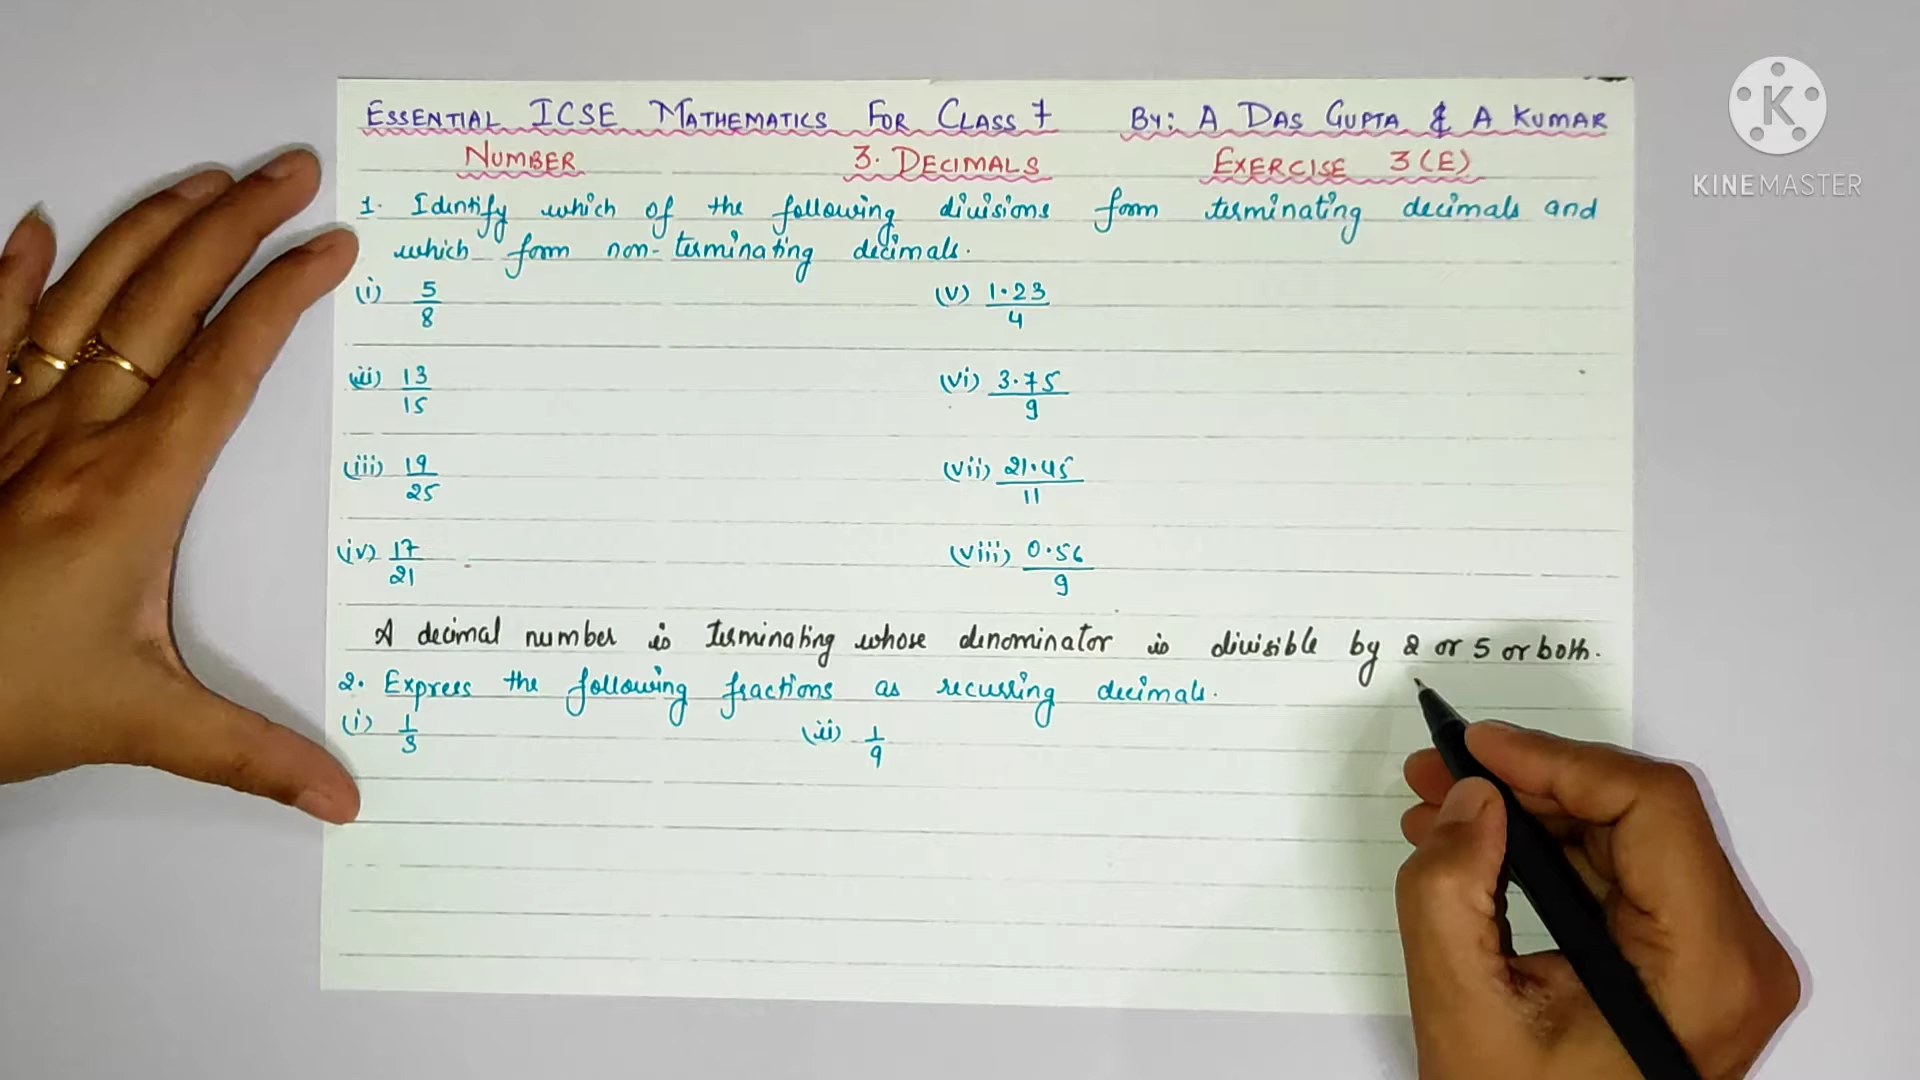 ESSENTIAL ICSE MATHEMATICS FOR CLASS 7 BY: A DAS GUPTA & A KUMAR
NUMBER 3. DECIMALS EXERCISE 3(E)
1. Identify which of the following divisions form terminating decimals and
which form non-terminating decimals.
(i) 5/8 (v) 1.23/4
(ii) 13/15 (vi) 3.75/9
(iii) 19/25 (vii) 21.45/11
(iv) 17/21 (viii) 0.56/9
A decimal number is terminating whose denominator is divisible by 2 or 5 or both.
2. Express the following fractions as recurring decimals.
(i) 1/3 (ii) 1/9
K
KINEMASTER